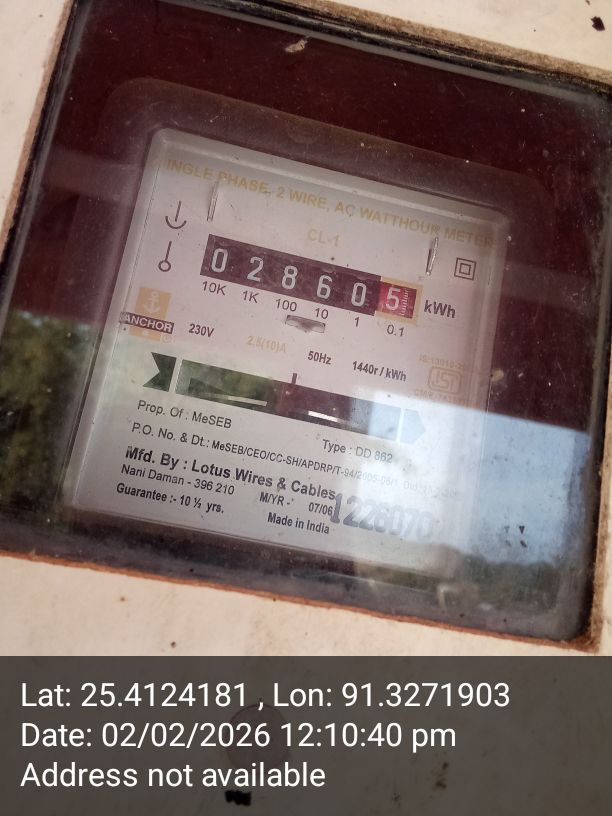 SINGLE PHASE, 2 WIRE, AC WATTHOUR METER
CL-1
0 2 8 6 0 5 kWh
10K 1K 100 10 1 0.1
ANCHOR 230V 2.5(10)A 50Hz 1440r / kWh
Prop. Of : MeSEB
Type : DD 862
P.O. No. & Dt.: MeSEB/CEO/CC-SH/APDRP/T-94/2005-06/1
Mfd. By : Lotus Wires & Cables
Nani Daman - 396 210
M/YR - 07/06
Guarantee :- 10 ½ yrs.
Made in India
1226070
Lat: 25.4124181 , Lon: 91.3271903
Date: 02/02/2026 12:10:40 pm
Address not available